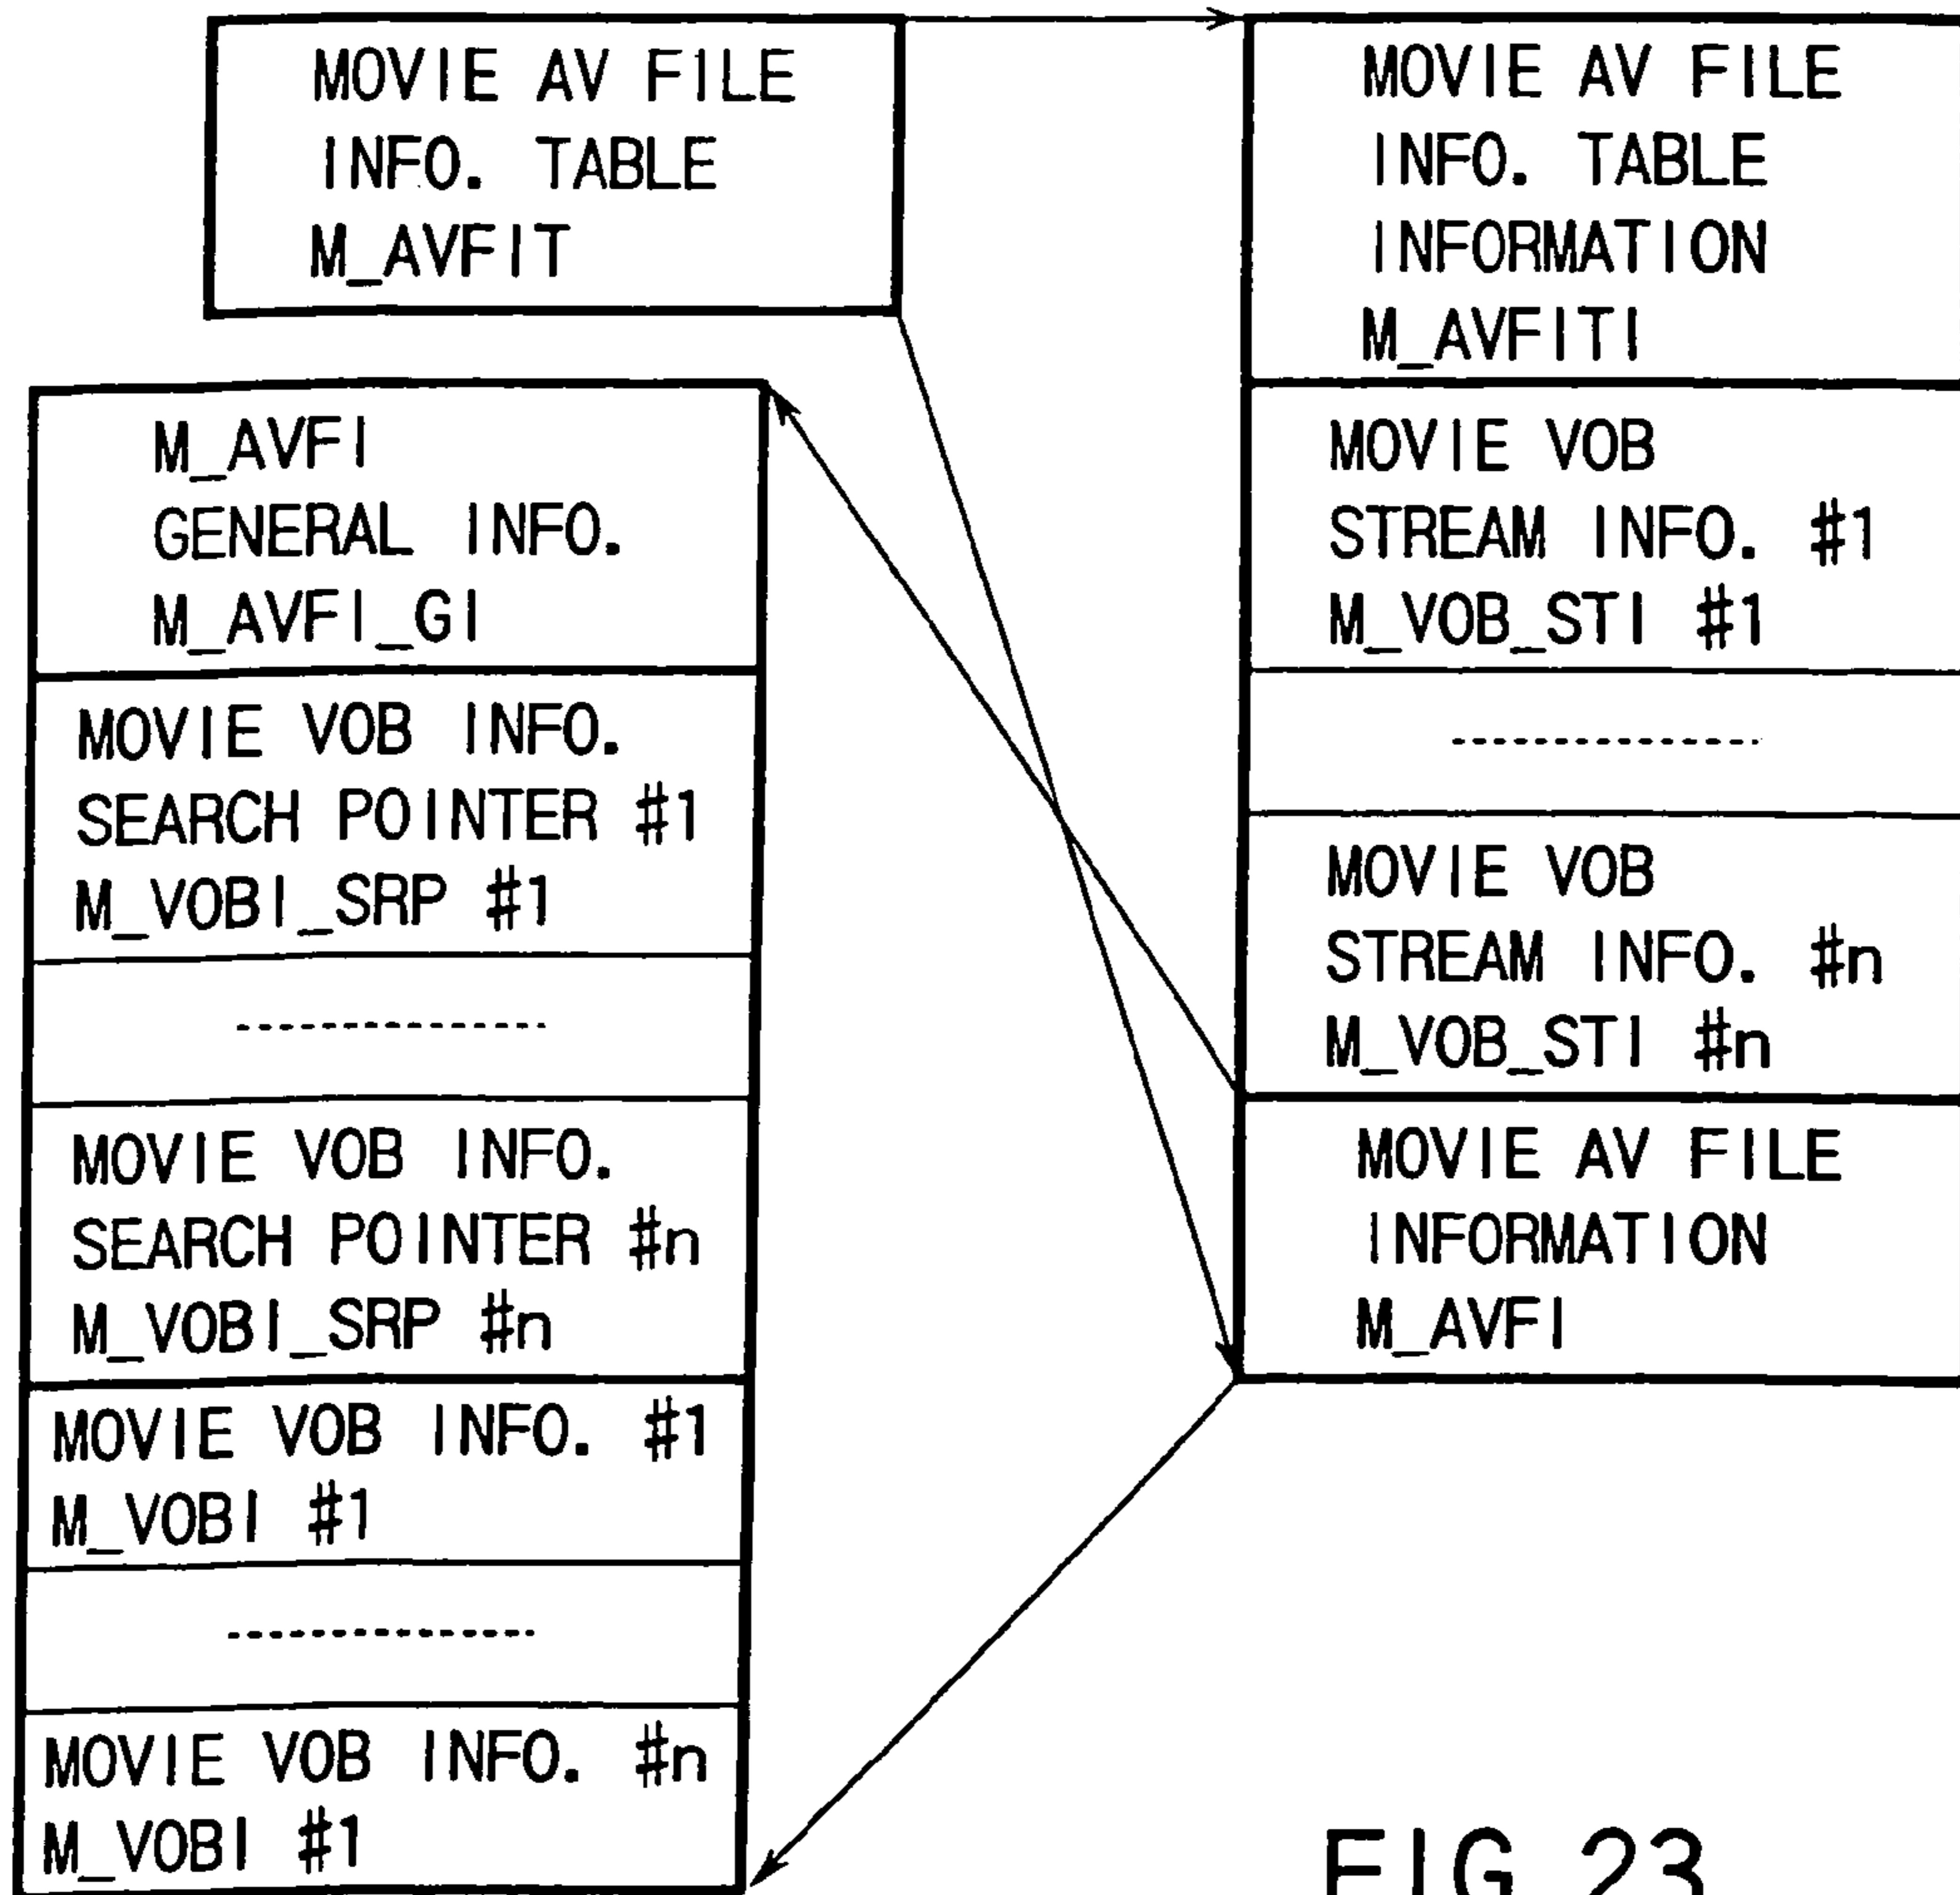 MOVIE AV FILE
INFO. TABLE
M_AVFIT
MOVIE AV FILE
INFO. TABLE
INFORMATION
M_AVFITI
MOVIE VOB
STREAM INFO. #1
M_VOB_STI #1
MOVIE VOB
STREAM INFO. #n
M_VOB_STI #n
MOVIE AV FILE
INFORMATION
M_AVFI
M_AVFI
GENERAL INFO.
M_AVFI_GI
MOVIE VOB INFO.
SEARCH POINTER #1
M_VOBI_SRP #1
MOVIE VOB INFO.
SEARCH POINTER #n
M_VOBI_SRP #n
MOVIE VOB INFO. #1
M_VOBI #1
MOVIE VOB INFO. #n
M_VOBI #1
FIG 23